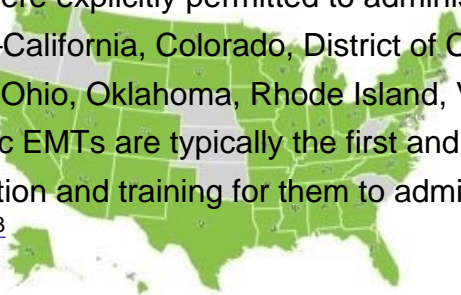 ere explicitly permitted to adminis
California, Colorado, District of C
Ohio, Oklahoma, Rhode Island, V
c EMTs are typically the first and
tion and training for them to admi
3